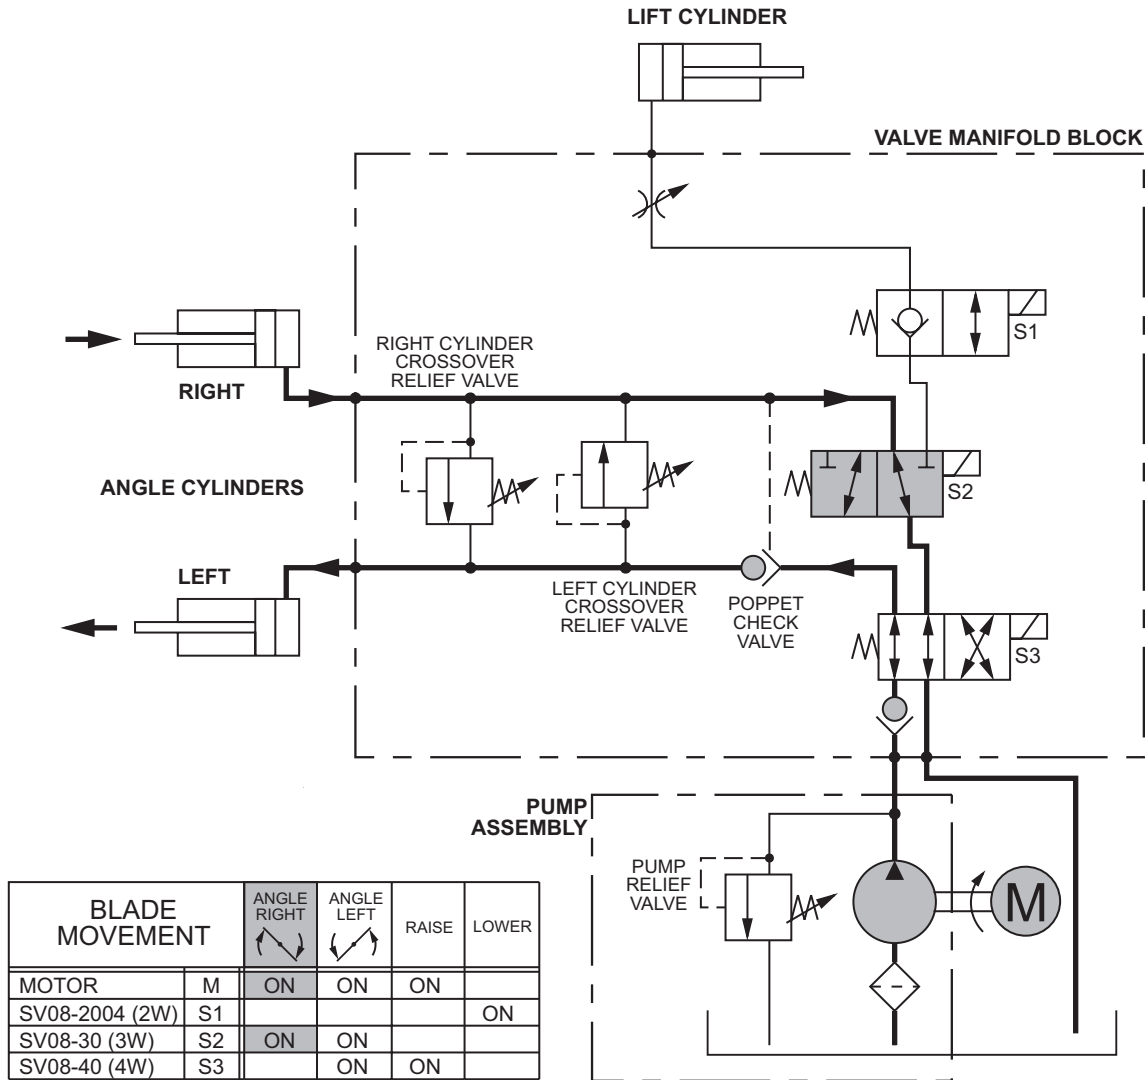 LIFT CYLINDER
VALVE MANIFOLD BLOCK
S1
RIGHT CYLINDER
CROSSOVER
RELIEF VALVE
RIGHT
ANGLE CYLINDERS
S2
LEFT
LEFT CYLINDER
CROSSOVER
RELIEF VALVE
POPPET
CHECK
VALVE
S3
PUMP
ASSEMBLY
PUMP
RELIEF
VALVE
M
BLADE
MOVEMENT
ANGLE
RIGHT
ANGLE
LEFT
RAISE
LOWER
MOTOR M ON ON ON
SV08-2004 (2W) S1 ON
SV08-30 (3W) S2 ON ON
SV08-40 (4W) S3 ON ON